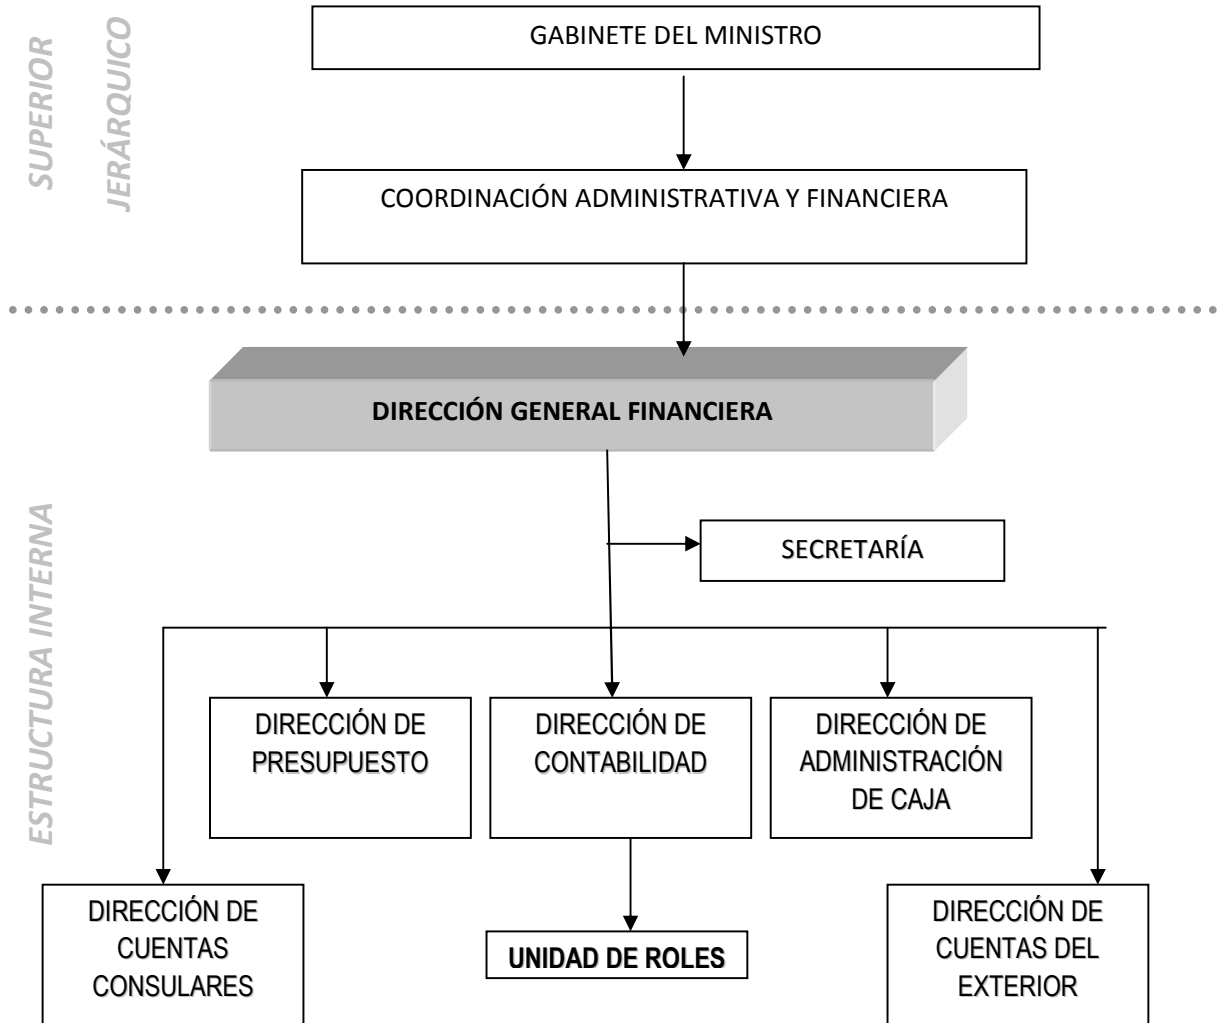 SUPERIOR
JERÁRQUICO
GABINETE DEL MINISTRO
COORDINACIÓN ADMINISTRATIVA Y FINANCIERA
DIRECCIÓN GENERAL FINANCIERA
ESTRUCTURA INTERNA
SECRETARÍA
DIRECCIÓN DE
PRESUPUESTO
DIRECCIÓN DE
CONTABILIDAD
DIRECCIÓN DE
ADMINISTRACIÓN
DE CAJA
DIRECCIÓN DE
CUENTAS
CONSULARES
UNIDAD DE ROLES
DIRECCIÓN DE
CUENTAS DEL
EXTERIOR